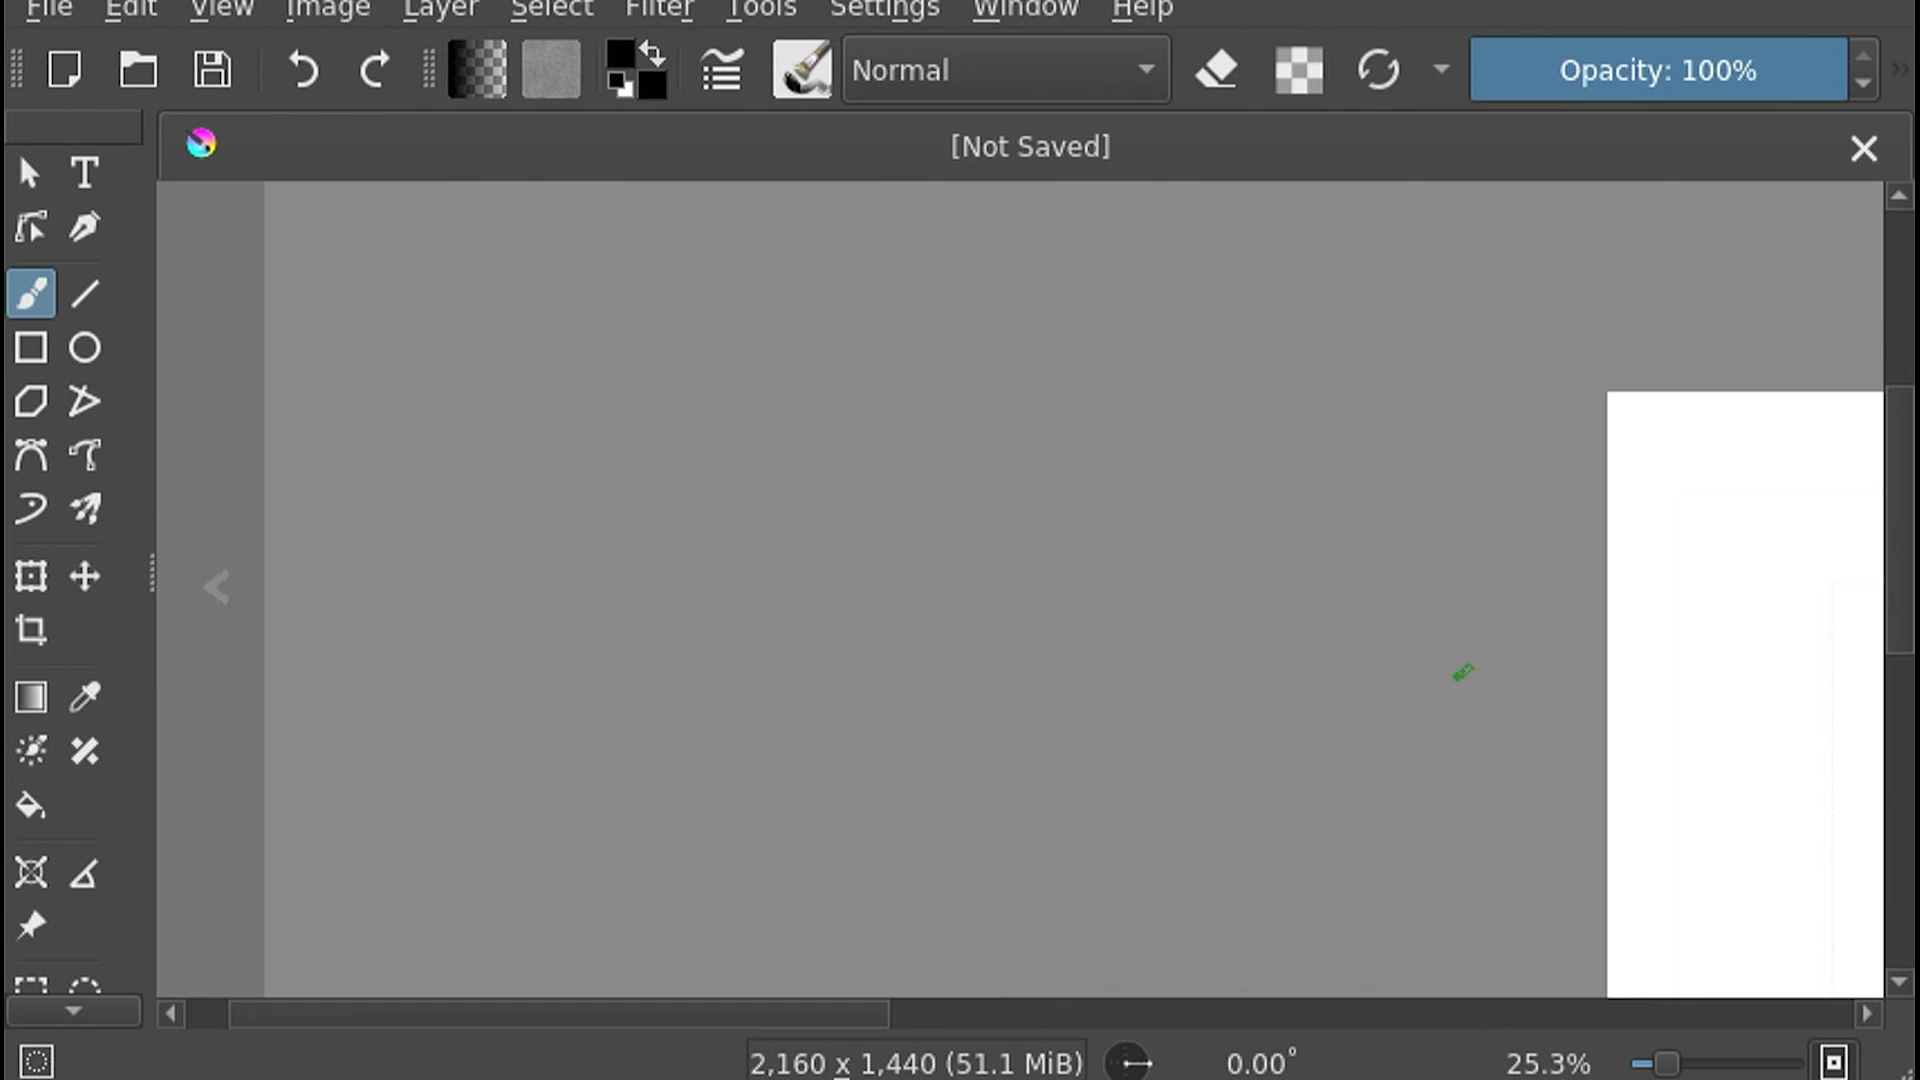 File Edit View Image Layer Select Filter Tools Settings Window Help
Normal
Opacity: 100%
[Not Saved]
2,160 x 1,440 (51.1 MiB)
0.00°
25.3%